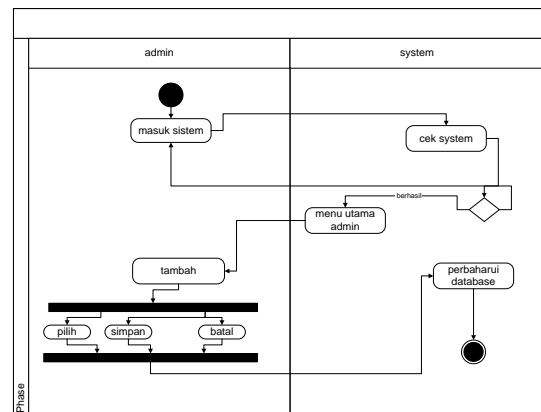 admin
system
masuk sistem
cek system
berhasil
menu utama
admin
tambah
perbaharui
database
pilih
simpan
batal
Phase